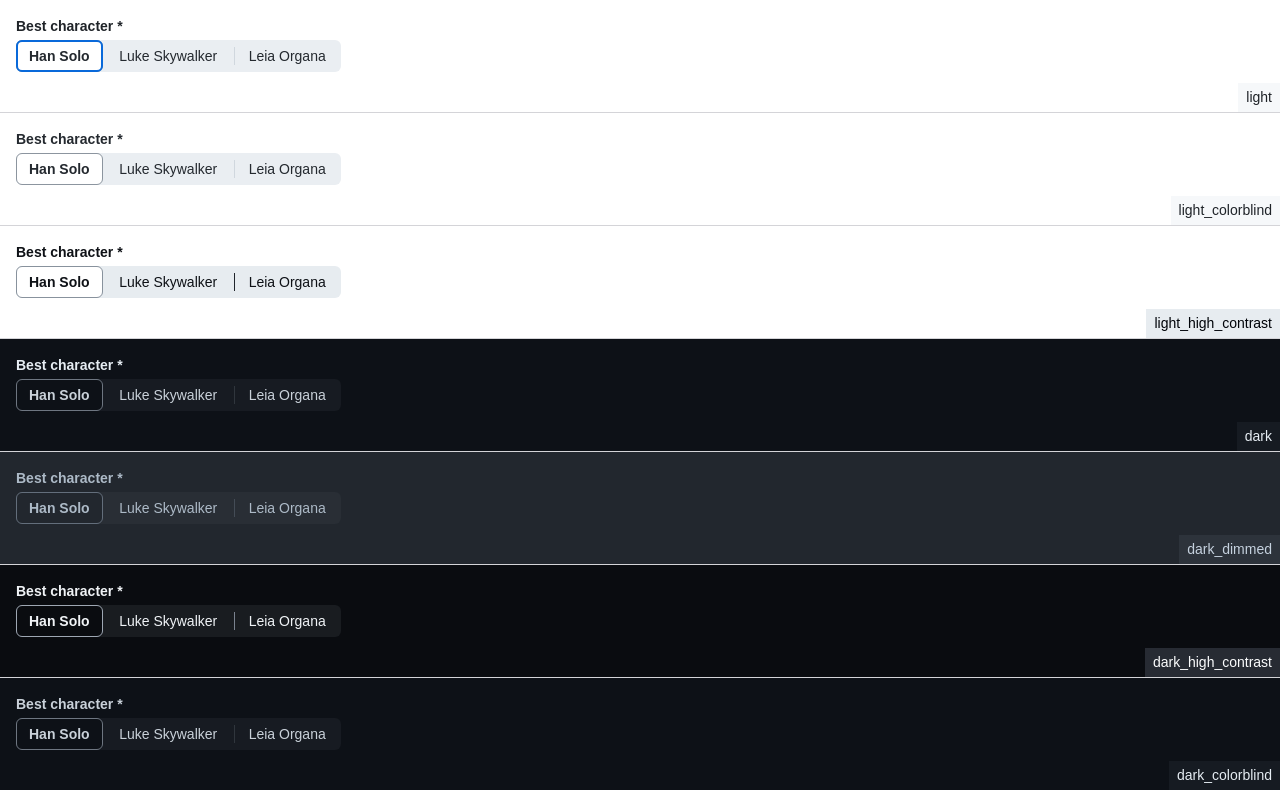 Best character *
Han Solo Luke Skywalker Leia Organa
light
Best character *
Han Solo Luke Skywalker Leia Organa
light_colorblind
Best character *
Han Solo Luke Skywalker Leia Organa
light_high_contrast
Best character *
Han Solo Luke Skywalker Leia Organa
dark
Best character *
Han Solo Luke Skywalker Leia Organa
dark_dimmed
Best character *
Han Solo Luke Skywalker Leia Organa
dark_high_contrast
Best character *
Han Solo Luke Skywalker Leia Organa
dark_colorblind